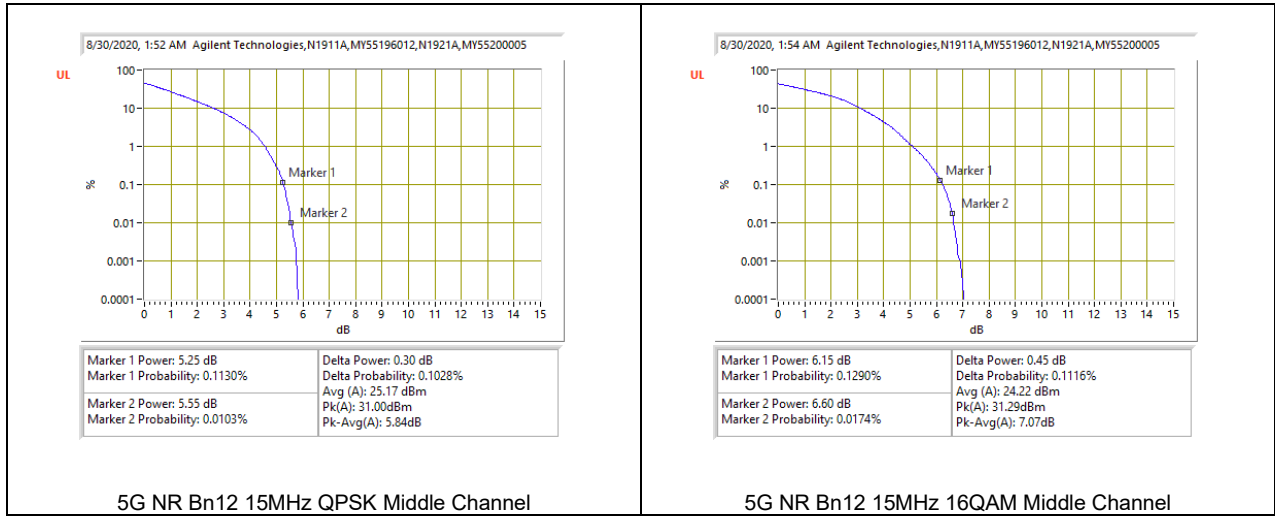 8/30/2020, 1:52 AM Agilent Technologies,N1911A,MY55196012,N1921A,MY55200005
UL
100
10
1
%
0.1
0.01
0.001
0.0001
Marker 1
Marker 2
0 1 2 3 4 5 6 7 8 9 10 11 12 13 14 15
dB
Marker 1 Power: 5.25 dB
Marker 1 Probability: 0.1130%
Marker 2 Power: 5.55 dB
Marker 2 Probability: 0.0103%
Delta Power: 0.30 dB
Delta Probability: 0.1028%
Avg (A): 25.17 dBm
Pk(A): 31.00dBm
Pk-Avg(A): 5.84dB
5G NR Bn12 15MHz QPSK Middle Channel
8/30/2020, 1:54 AM Agilent Technologies,N1911A,MY55196012,N1921A,MY55200005
UL
100
10
1
%
0.1
0.01
0.001
0.0001
Marker 1
Marker 2
0 1 2 3 4 5 6 7 8 9 10 11 12 13 14 15
dB
Marker 1 Power: 6.15 dB
Marker 1 Probability: 0.1290%
Marker 2 Power: 6.60 dB
Marker 2 Probability: 0.0174%
Delta Power: 0.45 dB
Delta Probability: 0.1116%
Avg (A): 24.22 dBm
Pk(A): 31.29dBm
Pk-Avg(A): 7.07dB
5G NR Bn12 15MHz 16QAM Middle Channel